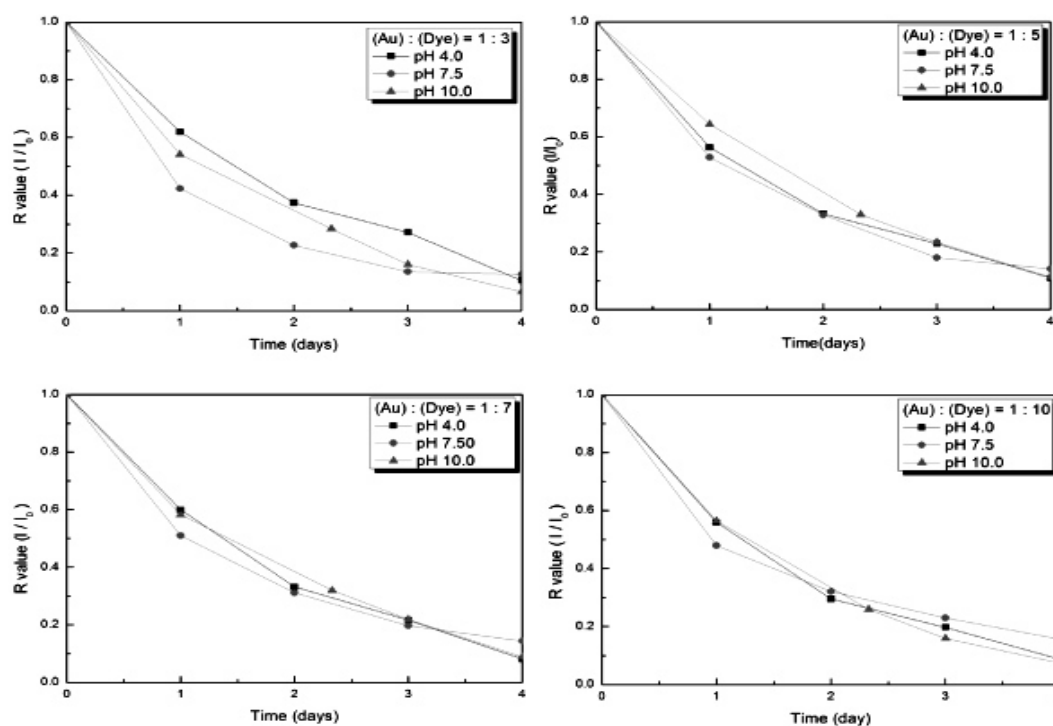 (Au) : (Dye) = 1 : 3
pH 4.0
pH 7.5
pH 10.0
R value ( I / I0 )
1.0
0.8
0.6
0.4
0.2
0.0
0 1 2 3 4
Time (days)
(Au) : (Dye) = 1 : 5
pH 4.0
pH 7.5
pH 10.0
R value (I/I0)
1.0
0.8
0.6
0.4
0.2
0.0
0 1 2 3 4
Time(days)
(Au) : (Dye) = 1 : 7
pH 4.0
pH 7.50
pH 10.0
R value (I / I0)
1.0
0.8
0.6
0.4
0.2
0.0
0 1 2 3 4
Time (days)
(Au) : (Dye) = 1 : 10
pH 4.0
pH 7.5
pH 10.0
R value ( I / I0 )
1.0
0.8
0.6
0.4
0.2
0.0
0 1 2 3 4
Time (day)